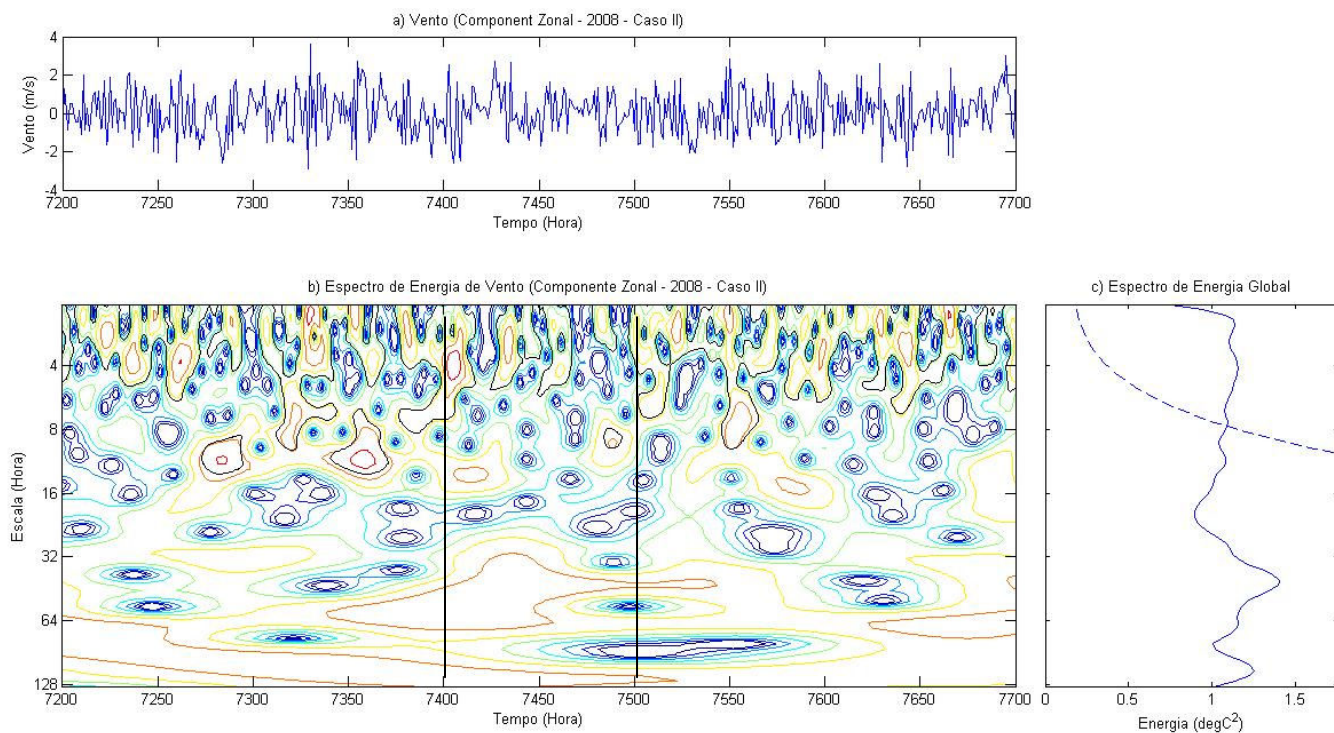 a) Vento (Component Zonal - 2008 - Caso II)
4
2
0
-2
-4
Vento (m/s)
7200 7250 7300 7350 7400 7450 7500 7550 7600 7650 7700
Tempo (Hora)
b) Espectro de Energia de Vento (Componente Zonal - 2008 - Caso II)
4
8
16
32
64
128
Escala (Hora)
7200 7250 7300 7350 7400 7450 7500 7550 7600 7650 7700
Tempo (Hora)
c) Espectro de Energia Global
0 0.5 1 1.5
Energia (degC²)